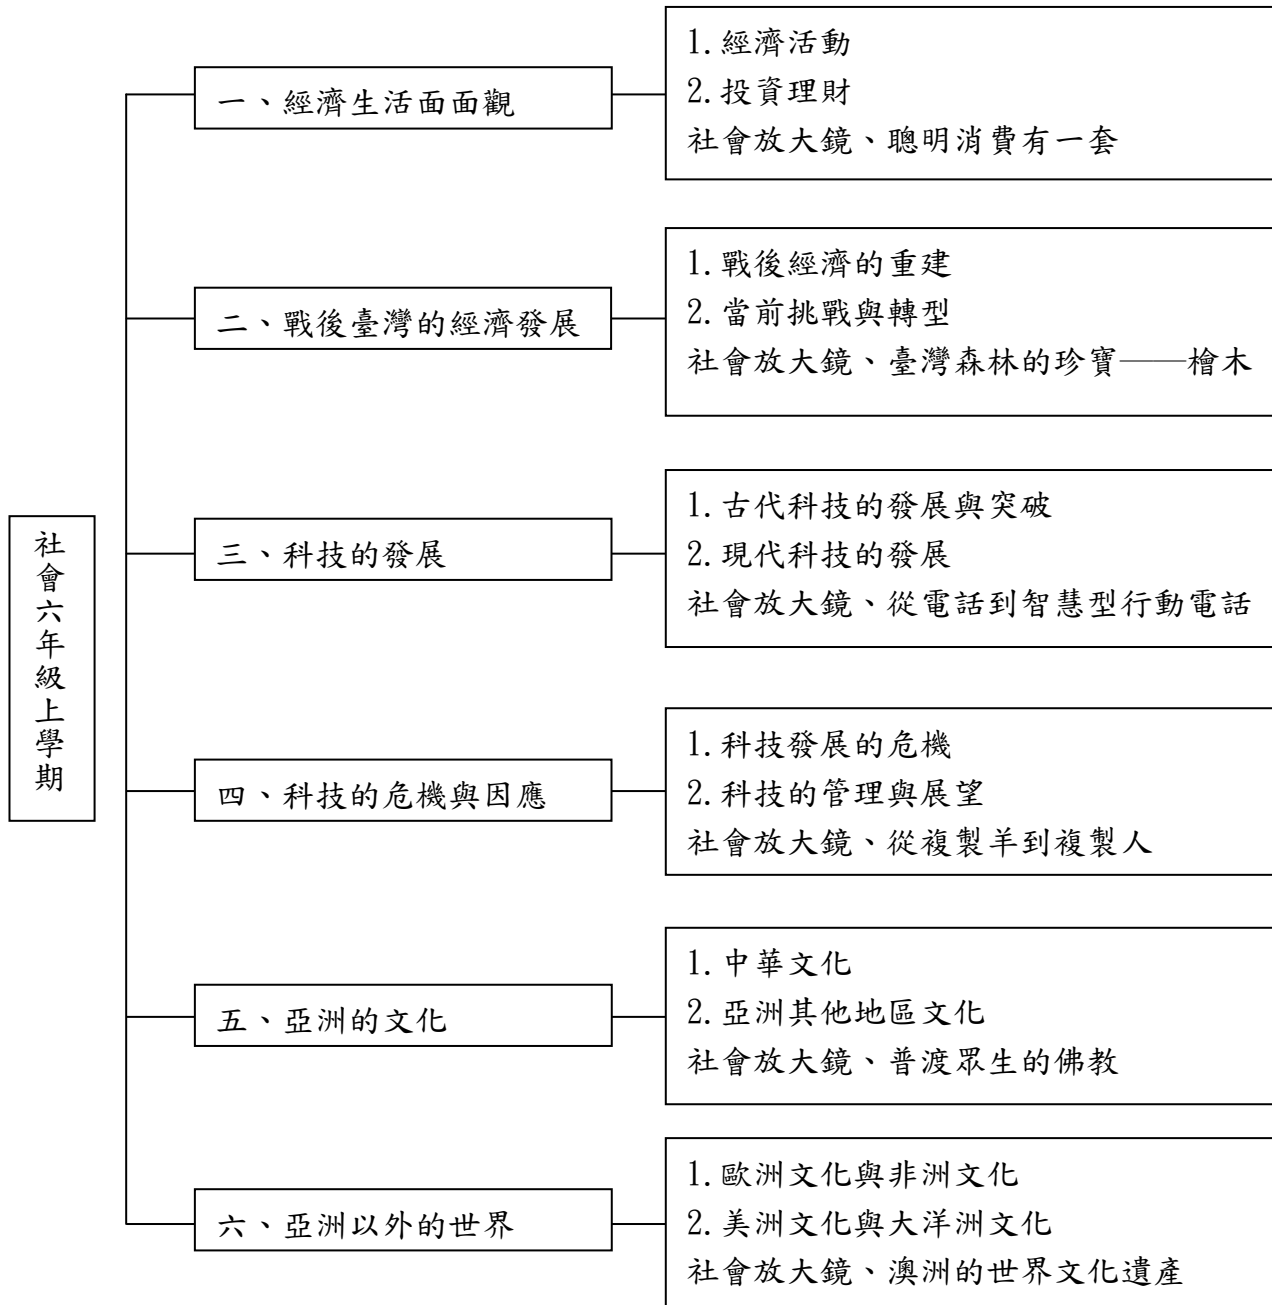 社會六年級上學期
一、經濟生活面面觀
1.經濟活動
2.投資理財
社會放大鏡、聰明消費有一套
二、戰後臺灣的經濟發展
1.戰後經濟的重建
2.當前挑戰與轉型
社會放大鏡、臺灣森林的珍寶——檜木
三、科技的發展
1.古代科技的發展與突破
2.現代科技的發展
社會放大鏡、從電話到智慧型行動電話
四、科技的危機與因應
1.科技發展的危機
2.科技的管理與展望
社會放大鏡、從複製羊到複製人
五、亞洲的文化
1.中華文化
2.亞洲其他地區文化
社會放大鏡、普渡眾生的佛教
六、亞洲以外的世界
1.歐洲文化與非洲文化
2.美洲文化與大洋洲文化
社會放大鏡、澳洲的世界文化遺產